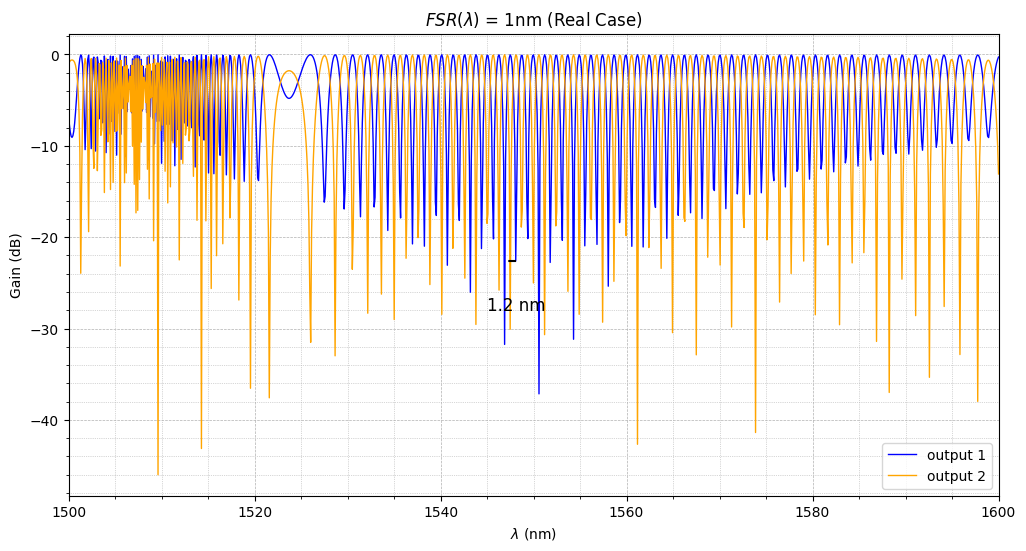 FSR(λ) = 1nm (Real Case)
Gain (dB)
0
−10
−20
−30
−40
1.2 nm
output 1
output 2
1500 1520 1540 1560 1580 1600
λ (nm)